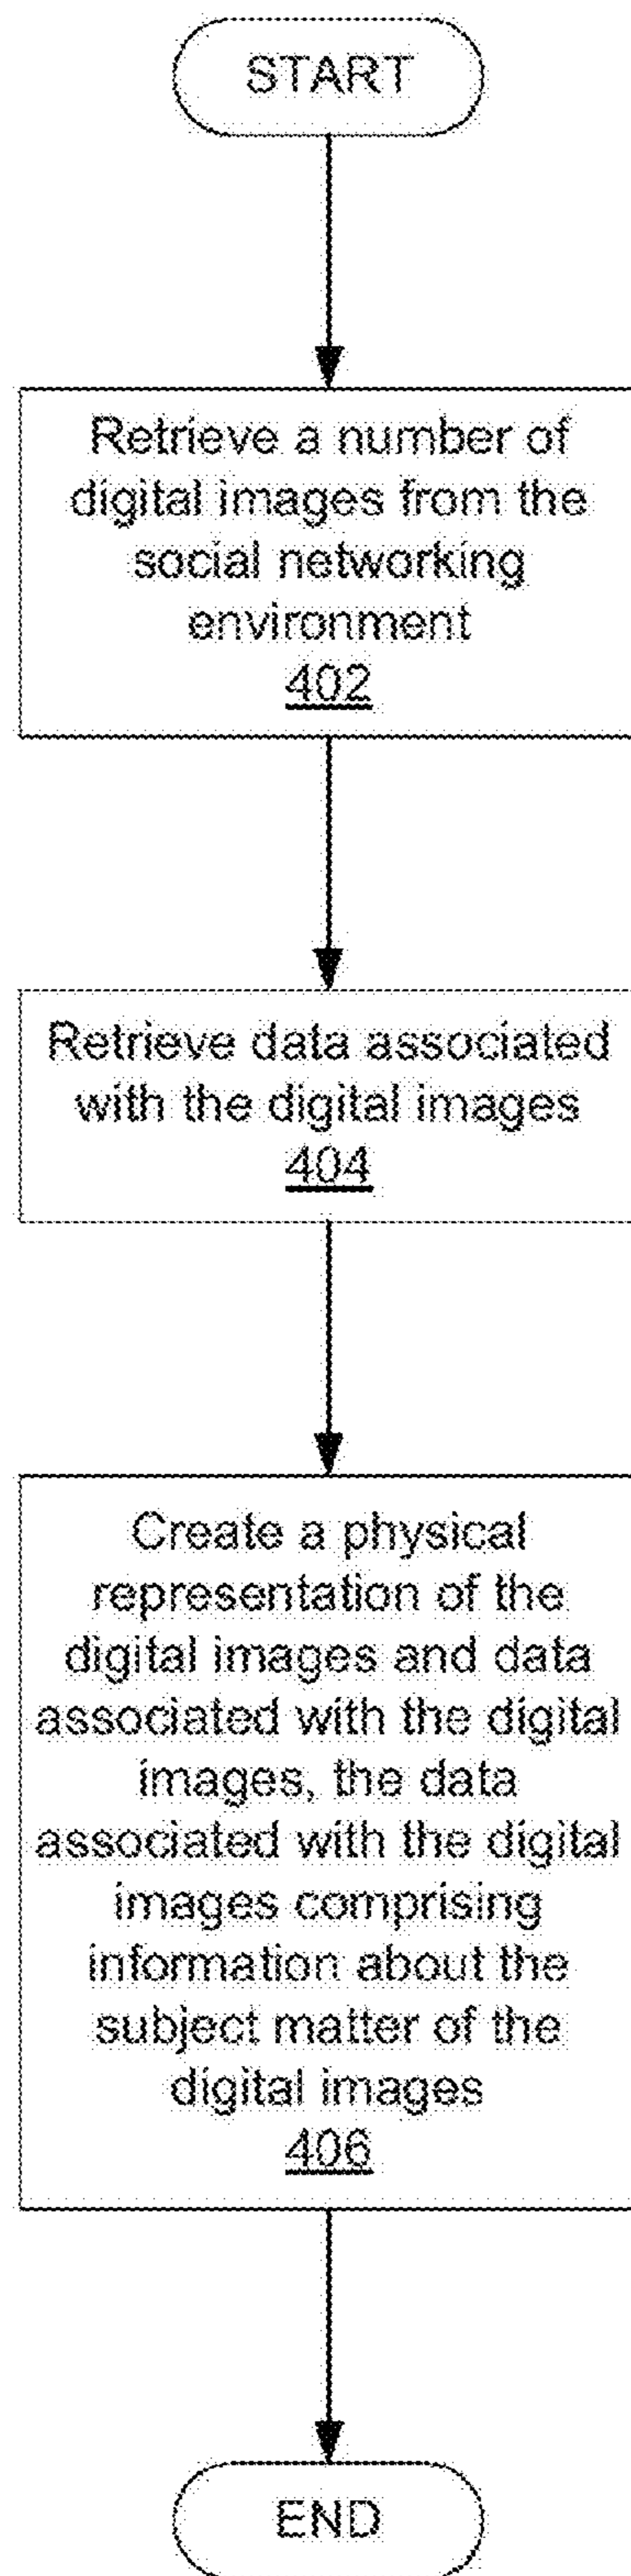 START
Retrieve a number of
digital images from the
social networking
environment
402
Retrieve data associated
with the digital images
404
Create a physical
representation of the
digital images and data
associated with the digital
images, the data
associated with the digital
images comprising
information about the
subject matter of the
digital images
406
END